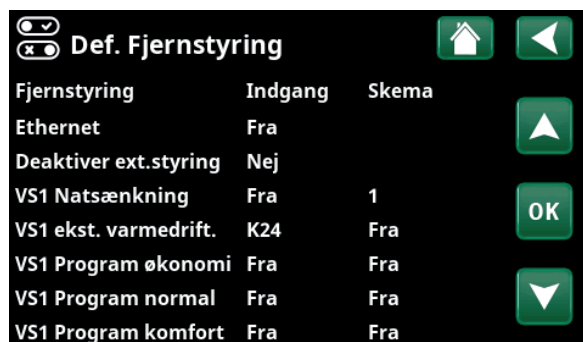 Def. Fjernstyring
Fjernstyring Indgang Skema
Ethernet Fra
Deaktiver ext.styring Nej
VS1 Natsænkning Fra 1
VS1 ekst. varmedrift. K24 Fra
VS1 Program økonomi Fra Fra
VS1 Program normal Fra Fra
VS1 Program komfort Fra Fra
OK